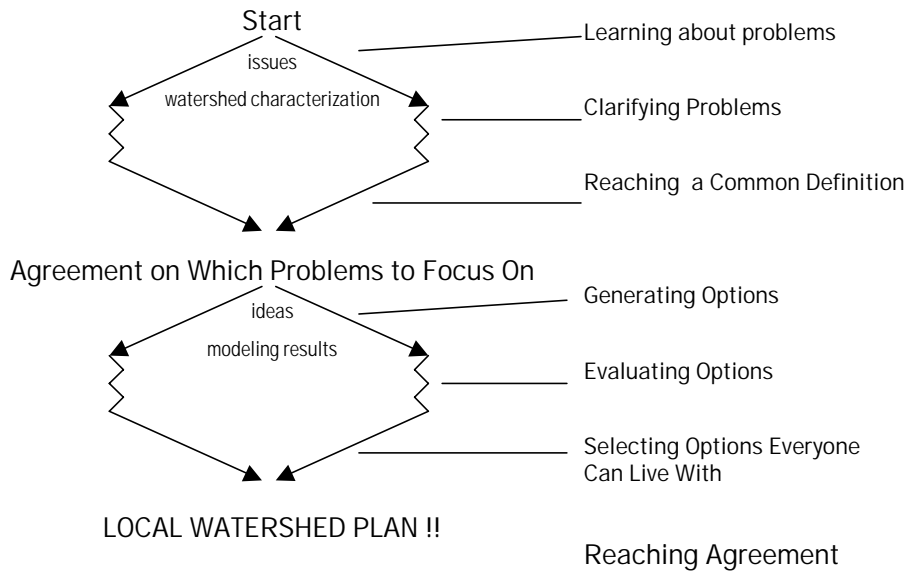 Start
Learning about problems
issues
watershed characterization
Clarifying Problems
Reaching a Common Definition
Agreement on Which Problems to Focus On
Generating Options
ideas
modeling results
Evaluating Options
Selecting Options Everyone
Can Live With
LOCAL WATERSHED PLAN !!
Reaching Agreement